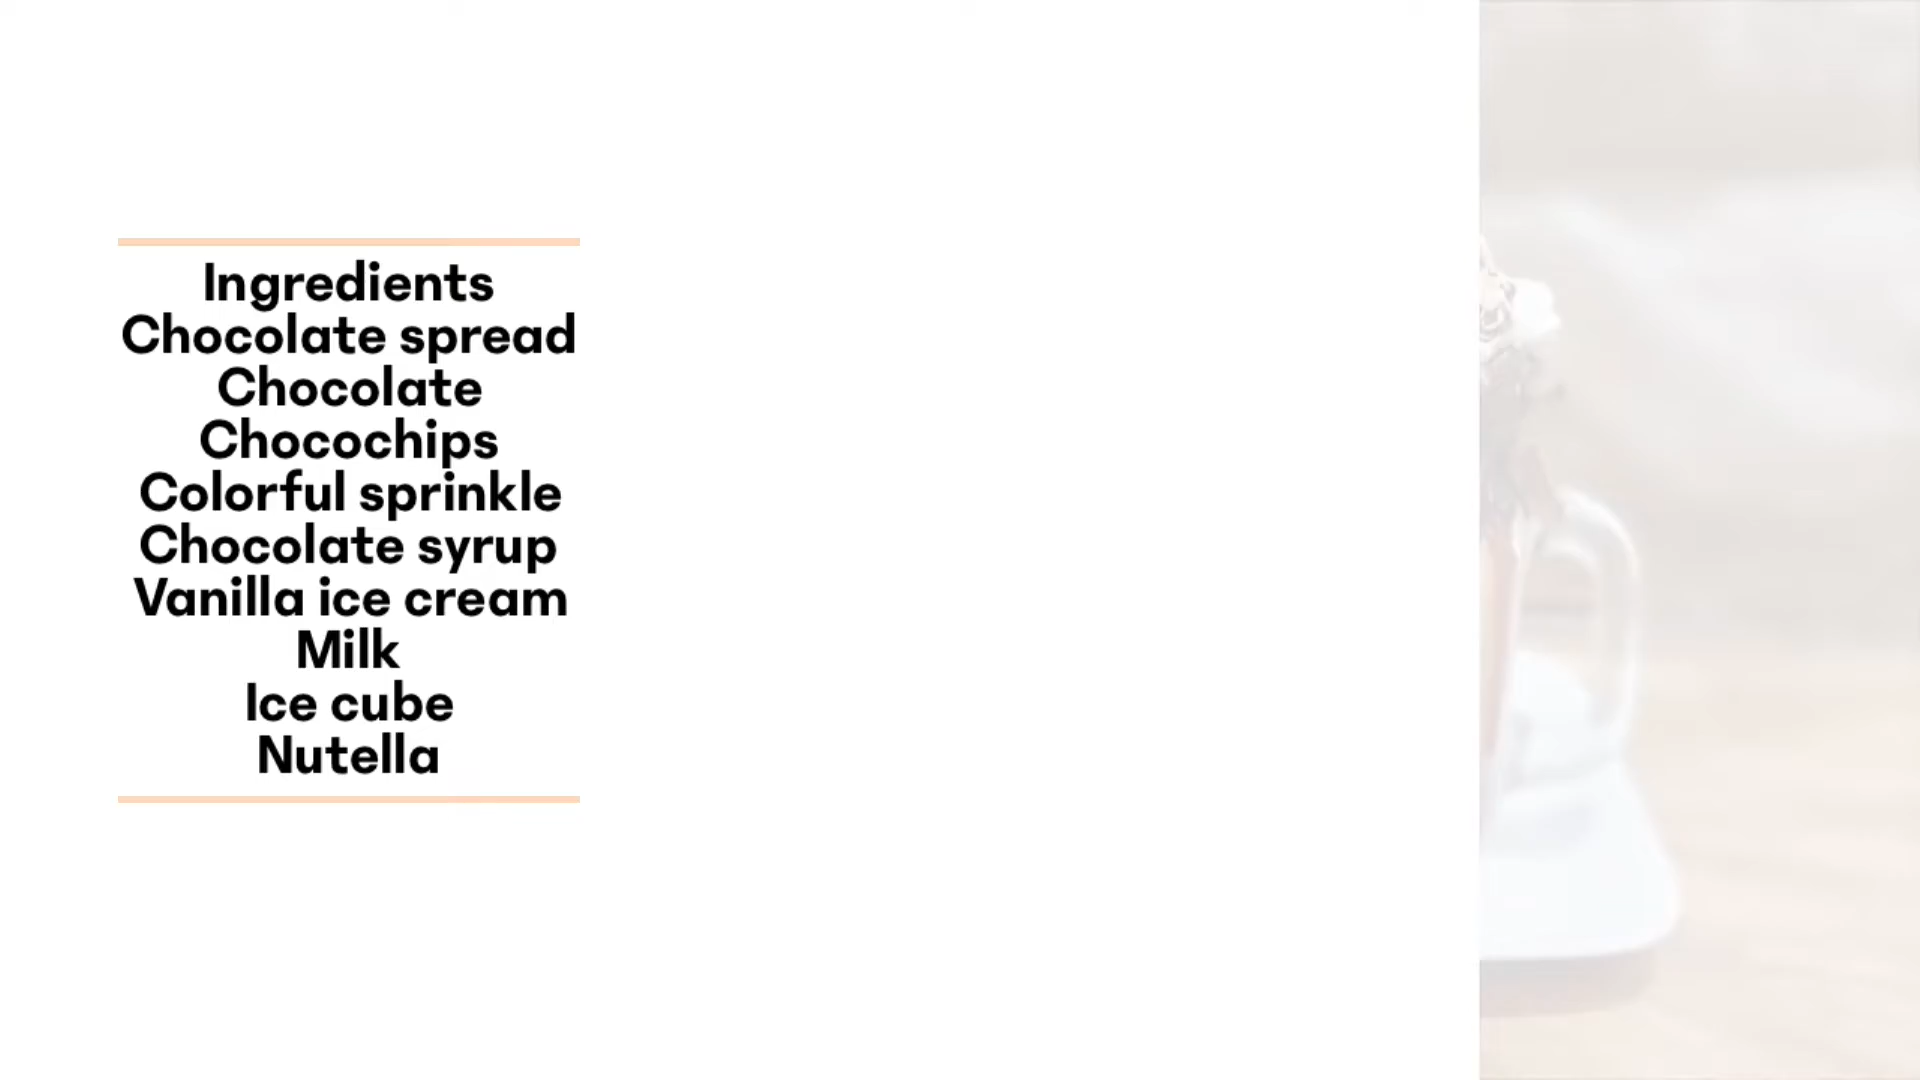 Ingredients
Chocolate spread
Chocolate
Chocochips
Colorful sprinkle
Chocolate syrup
Vanilla ice cream
Milk
Ice cube
Nutella